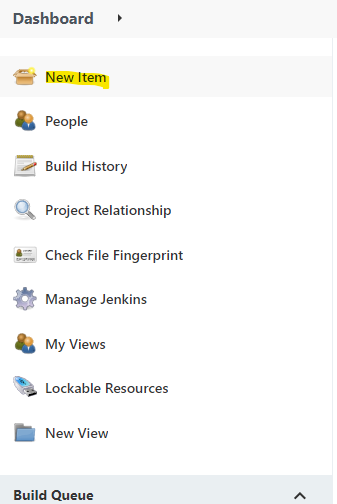 Dashboard
New Item
People
Build History
Project Relationship
Check File Fingerprint
Manage Jenkins
My Views
Lockable Resources
New View
Build Queue